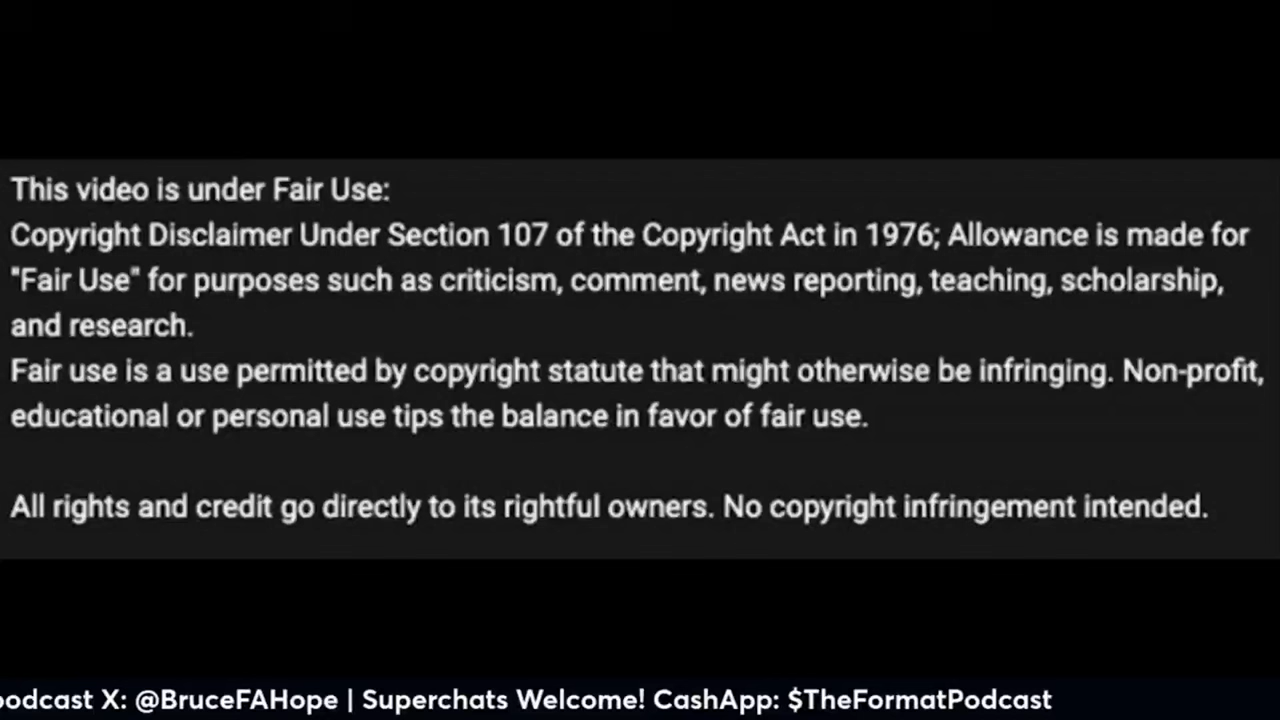 This video is under Fair Use:
Copyright Disclaimer Under Section 107 of the Copyright Act in 1976; Allowance is made for
"Fair Use" for purposes such as criticism, comment, news reporting, teaching, scholarship,
and research.
Fair use is a use permitted by copyright statute that might otherwise be infringing. Non-profit,
educational or personal use tips the balance in favor of fair use.
All rights and credit go directly to its rightful owners. No copyright infringement intended.
podcast X: @BruceFAHope | Superchats Welcome! CashApp: $TheFormatPodcast